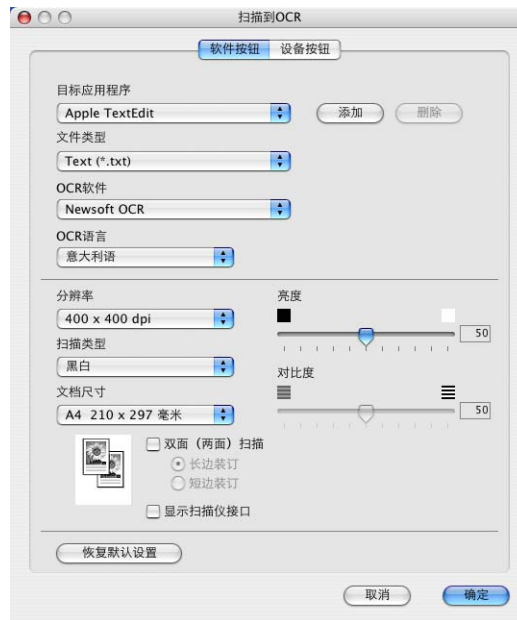 扫描到OCR
软件按钮 设备按钮
目标应用程序
Apple TextEdit 添加 删除
文件类型
Text (*.txt)
OCR软件
Newsoft OCR
OCR语言
意大利语
分辨率 亮度
400 x 400 dpi 50
扫描类型
黑白 对比度
文档尺寸
A4 210 x 297 毫米 50
双面（两面）扫描
长边装订
短边装订
显示扫描仪接口
恢复默认设置
取消 确定